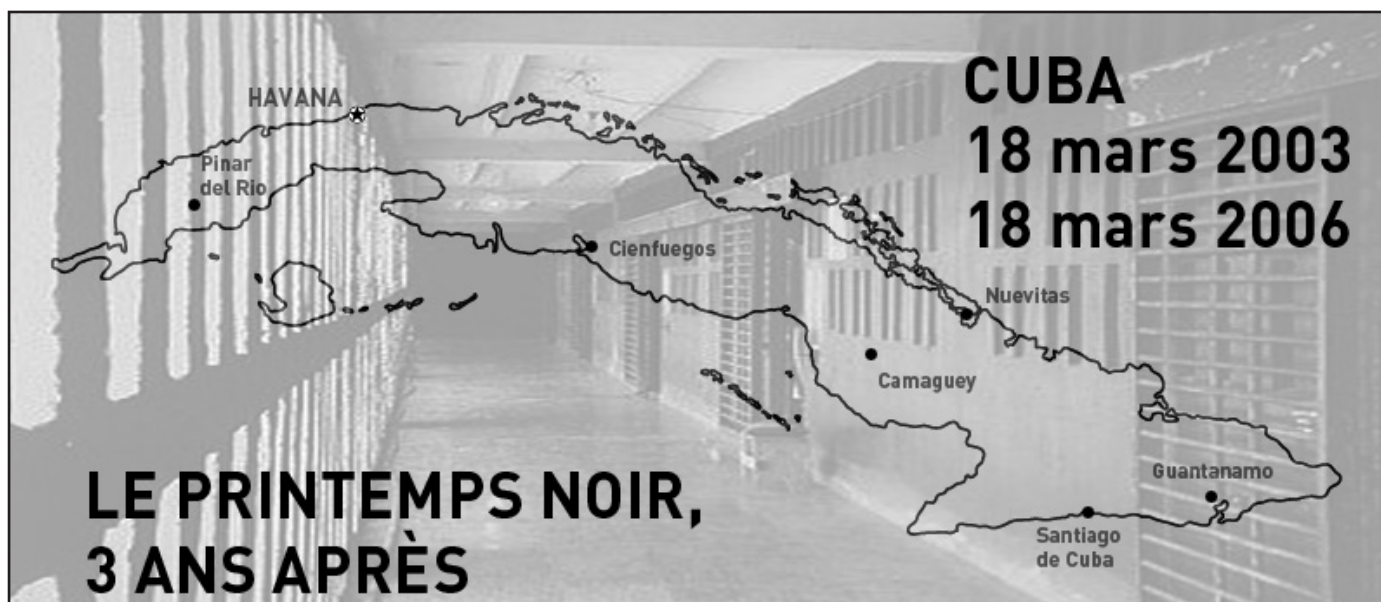 CUBA
18 mars 2003
18 mars 2006
HAVANA
Pinar
del Rio
Cienfuegos
Nuevitas
Camaguey
Guantanamo
Santiago
de Cuba
LE PRINTEMPS NOIR,
3 ANS APRÈS